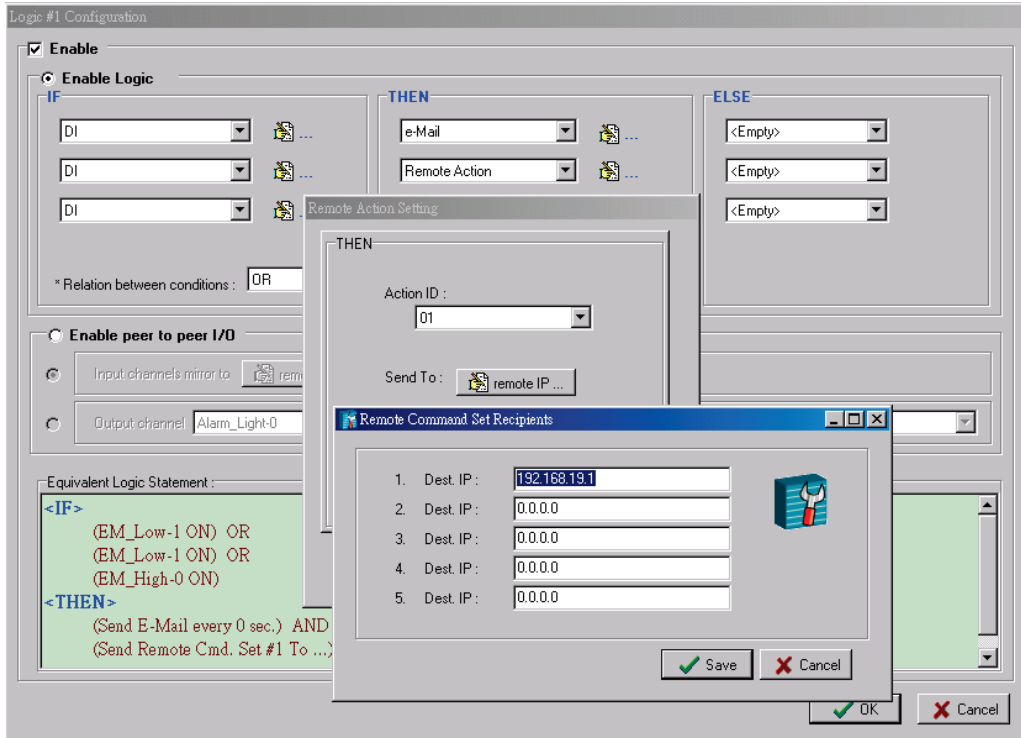 Logic #1 Configuration
Enable
Enable Logic
IF
DI ...
DI ...
DI
* Relation between conditions : OR
THEN
e-Mail ...
Remote Action ...
ELSE
<Empty>
<Empty>
<Empty>
Enable peer to peer I/O
Input channels mirror to
Output channel Alarm_Light-0
Equivalent Logic Statement :
<IF>
(EM_Low-1 ON) OR
(EM_Low-1 ON) OR
(EM_High-0 ON)
<THEN>
(Send E-Mail every 0 sec.) AND
(Send Remote Cmd. Set #1 To ...)
OK
Cancel
Remote Action Setting
THEN
Action ID :
01
Send To : remote IP ...
Remote Command Set Recipients
1. Dest. IP : 192.168.19.1
2. Dest. IP : 0.0.0.0
3. Dest. IP : 0.0.0.0
4. Dest. IP : 0.0.0.0
5. Dest. IP : 0.0.0.0
Save
Cancel